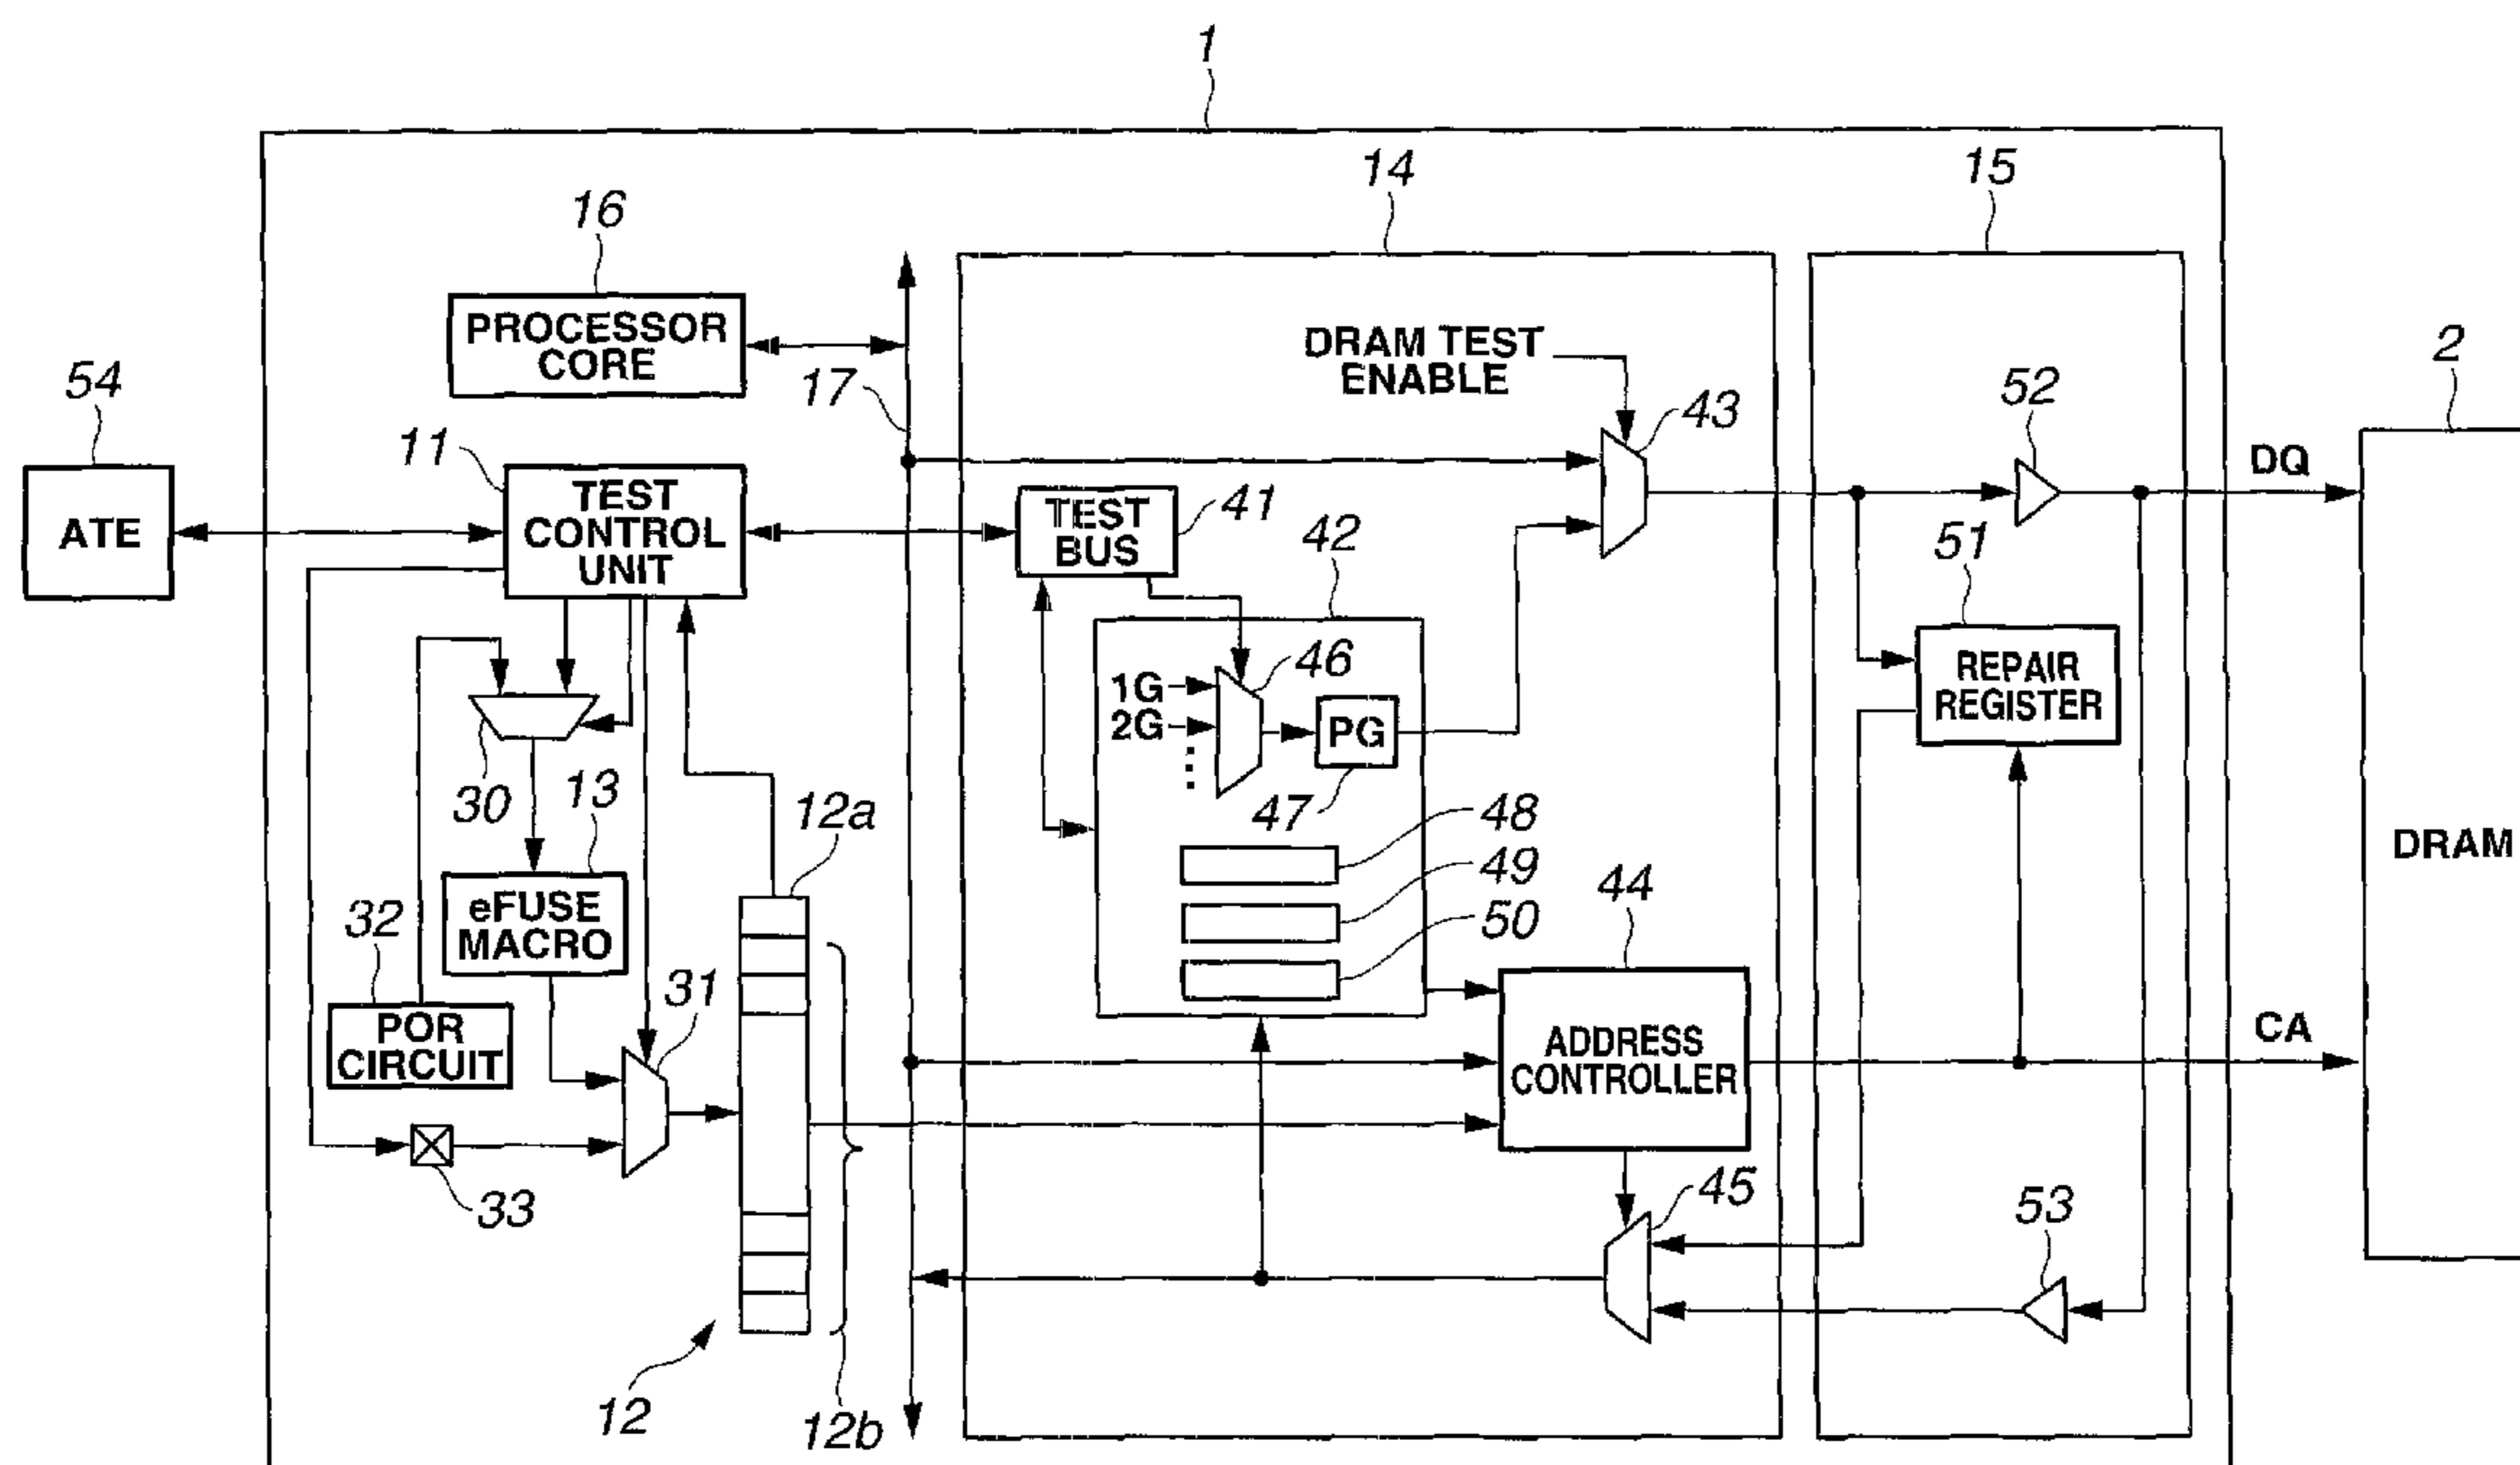 1
14
15
16
PROCESSOR
CORE
17
DRAM TEST
ENABLE
43
52
2
54
ATE
11
TEST
CONTROL
UNIT
TEST
BUS
41
42
DQ
51
REPAIR
REGISTER
46
1G
2G
PG
47
30
13
12a
48
49
50
44
eFUSE
MACRO
32
31
POR
CIRCUIT
ADDRESS
CONTROLLER
CA
DRAM
33
45
53
12
12b